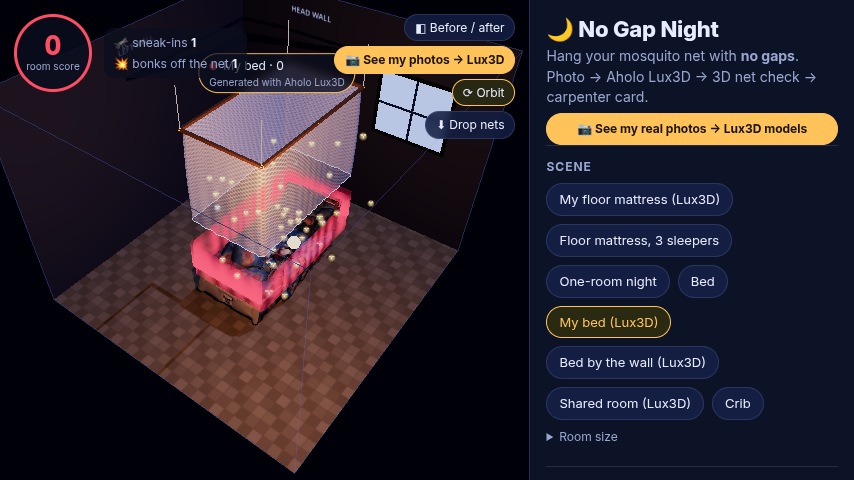 HEAD WALL
0
room score
🦟 sneak-ins 1
💥 bonks off the net 1
bed · 0
Generated with Aholo Lux3D
◧ Before / after
📷 See my photos → Lux3D
⟳ Orbit
⬇ Drop nets
🌙 No Gap Night
Hang your mosquito net with no gaps.
Photo → Aholo Lux3D → 3D net check →
carpenter card.
📷 See my real photos → Lux3D models
SCENE
My floor mattress (Lux3D)
Floor mattress, 3 sleepers
One-room night
Bed
My bed (Lux3D)
Bed by the wall (Lux3D)
Shared room (Lux3D)
Crib
▶ Room size